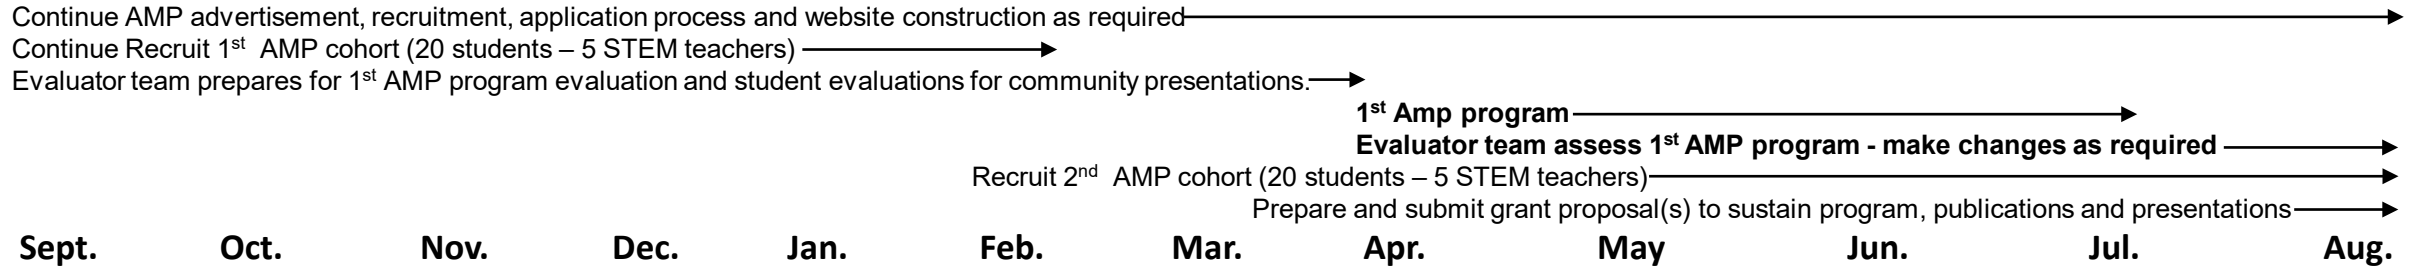 Continue AMP advertisement, recruitment, application process and website construction as required
Continue Recruit 1st AMP cohort (20 students – 5 STEM teachers)
Evaluator team prepares for 1st AMP program evaluation and student evaluations for community presentations.
1st Amp program
Evaluator team assess 1st AMP program - make changes as required
Recruit 2nd AMP cohort (20 students – 5 STEM teachers)
Prepare and submit grant proposal(s) to sustain program, publications and presentations
Sept. Oct. Nov. Dec. Jan. Feb. Mar. Apr. May Jun. Jul. Aug.